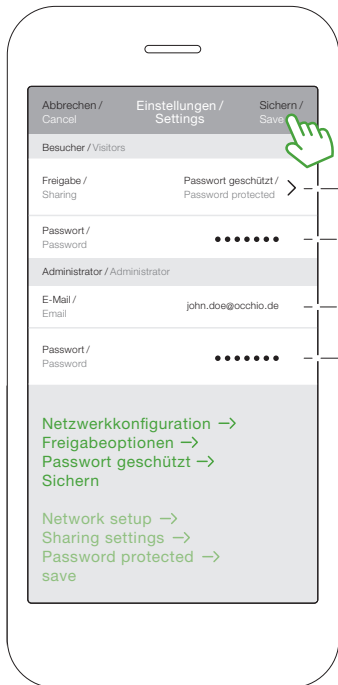 Abbrechen / Einstellungen / Sichern /
Cancel Settings Save
Besucher / Visitors
Freigabe / Passwort geschützt /
Sharing Password protected
Passwort /
Password •••••••
Administrator / Administrator
E-Mail / john.doe@occhio.de
Email
Passwort /
Password •••••••
Netzwerkkonfiguration →
Freigabeoptionen →
Passwort geschützt →
Sichern
Network setup →
Sharing settings →
Password protected →
save